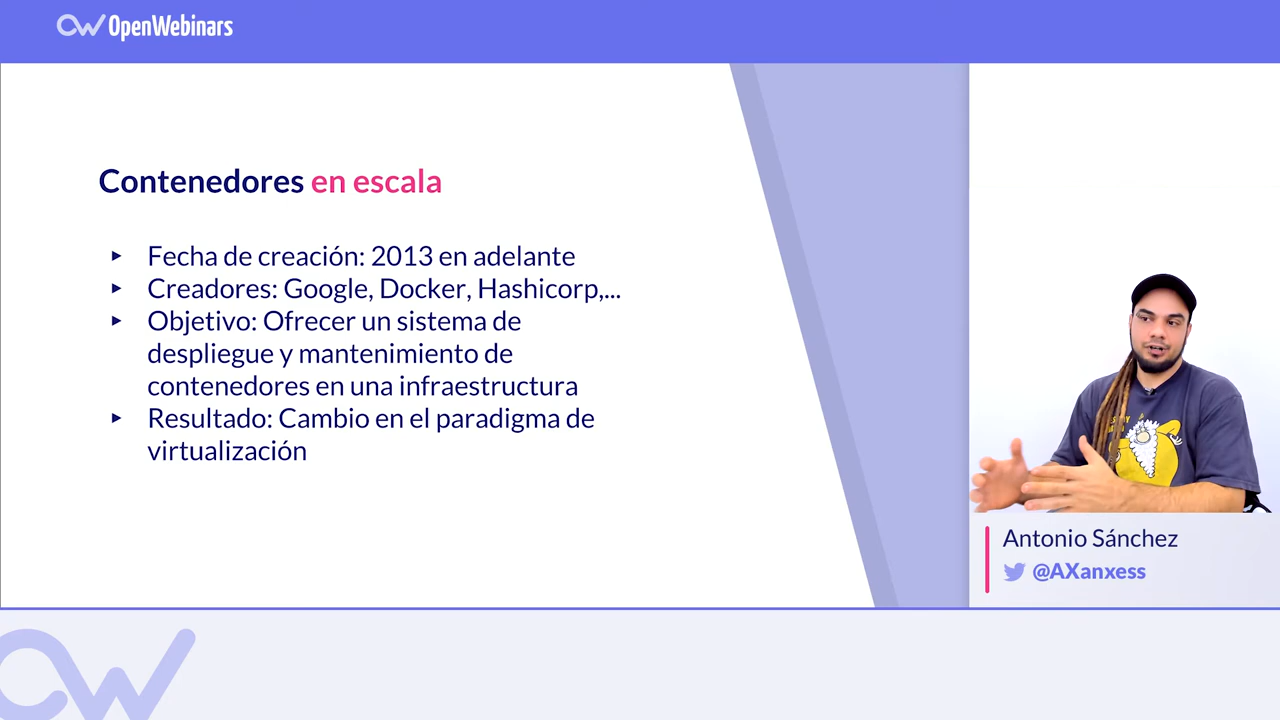 OpenWebinars
Contenedores en escala
▸ Fecha de creación: 2013 en adelante
▸ Creadores: Google, Docker, Hashicorp,...
▸ Objetivo: Ofrecer un sistema de
despliegue y mantenimiento de
contenedores en una infraestructura
▸ Resultado: Cambio en el paradigma de
virtualización
Antonio Sánchez
@AXanxess